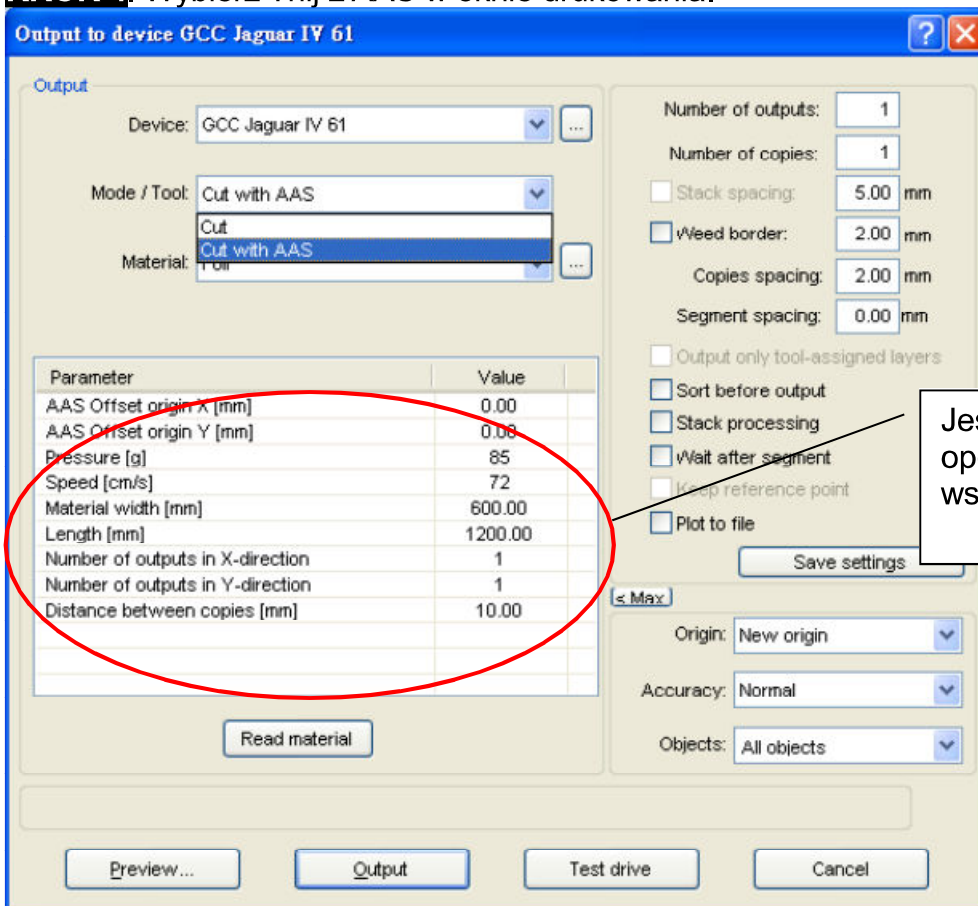 Output to device GCC Jaguar IV 61
Output
Device: GCC Jaguar IV 61 ...
Mode / Tool: Cut with AAS
Cut
Cut with AAS
Material: Foil ...
Parameter Value
AAS Offset origin X [mm] 0.00
AAS Offset origin Y [mm] 0.00
Pressure [g] 85
Speed [cm/s] 72
Material width [mm] 600.00
Length [mm] 1200.00
Number of outputs in X-direction 1
Number of outputs in Y-direction 1
Distance between copies [mm] 10.00
Read material
Number of outputs: 1
Number of copies: 1
Stack spacing: 5.00 mm
Weed border: 2.00 mm
Copies spacing: 2.00 mm
Segment spacing: 0.00 mm
Output only tool-assigned layers
Sort before output
Stack processing
Wait after segment
Keep reference point
Plot to file
Save settings
< Max
Origin: New origin
Accuracy: Normal
Objects: All objects
Preview... Output Test drive Cancel